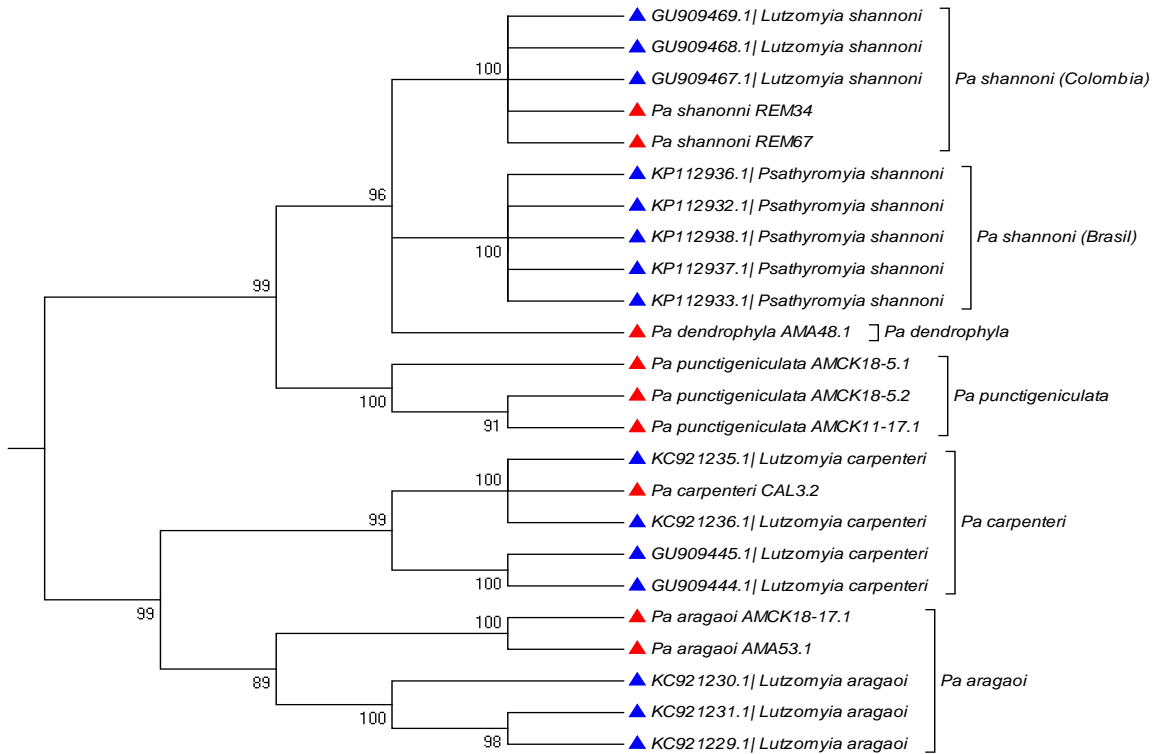 GU909469.1| Lutzomyia shannoni
GU909468.1| Lutzomyia shannoni
100
GU909467.1| Lutzomyia shannoni
Pa shannoni (Colombia)
Pa shanonni REM34
Pa shannoni REM67
KP112936.1| Psathyromyia shannoni
96
KP112932.1| Psathyromyia shannoni
KP112938.1| Psathyromyia shannoni
Pa shannoni (Brasil)
100
KP112937.1| Psathyromyia shannoni
99
KP112933.1| Psathyromyia shannoni
Pa dendrophyla AMA48.1
Pa dendrophyla
Pa punctigeniculata AMCK18-5.1
100
Pa punctigeniculata AMCK18-5.2
Pa punctigeniculata
91
Pa punctigeniculata AMCK11-17.1
KC921235.1| Lutzomyia carpenteri
100
Pa carpenteri CAL3.2
99
KC921236.1| Lutzomyia carpenteri
Pa carpenteri
GU909445.1| Lutzomyia carpenteri
100
GU909444.1| Lutzomyia carpenteri
99
Pa aragaoi AMCK18-17.1
100
Pa aragaoi AMA53.1
89
KC921230.1| Lutzomyia aragaoi
Pa aragaoi
100
KC921231.1| Lutzomyia aragaoi
98
KC921229.1| Lutzomyia aragaoi